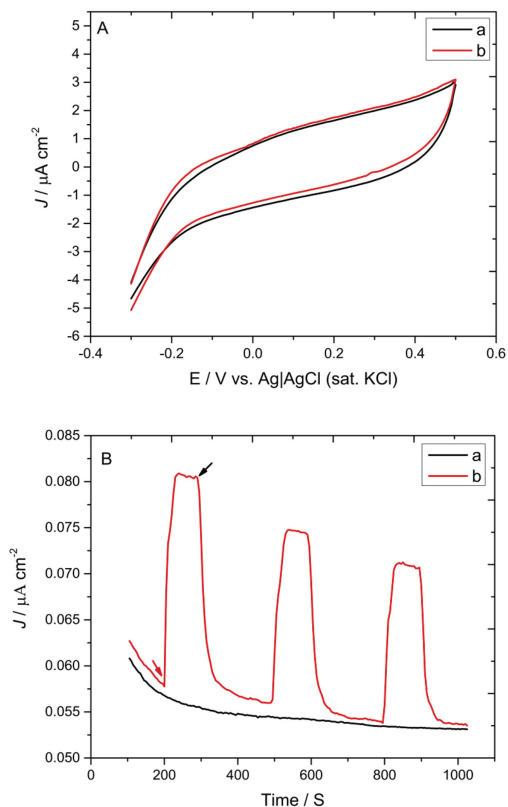 A
a
b
5
4
3
2
1
0
-1
-2
-3
-4
-5
-6
J / μA cm-2
-0.4 -0.2 0.0 0.2 0.4 0.6
E / V vs. Ag|AgCl (sat. KCl)
B
a
b
0.085
0.080
0.075
0.070
0.065
0.060
0.055
0.050
J / μA cm-2
0 200 400 600 800 1000
Time / S